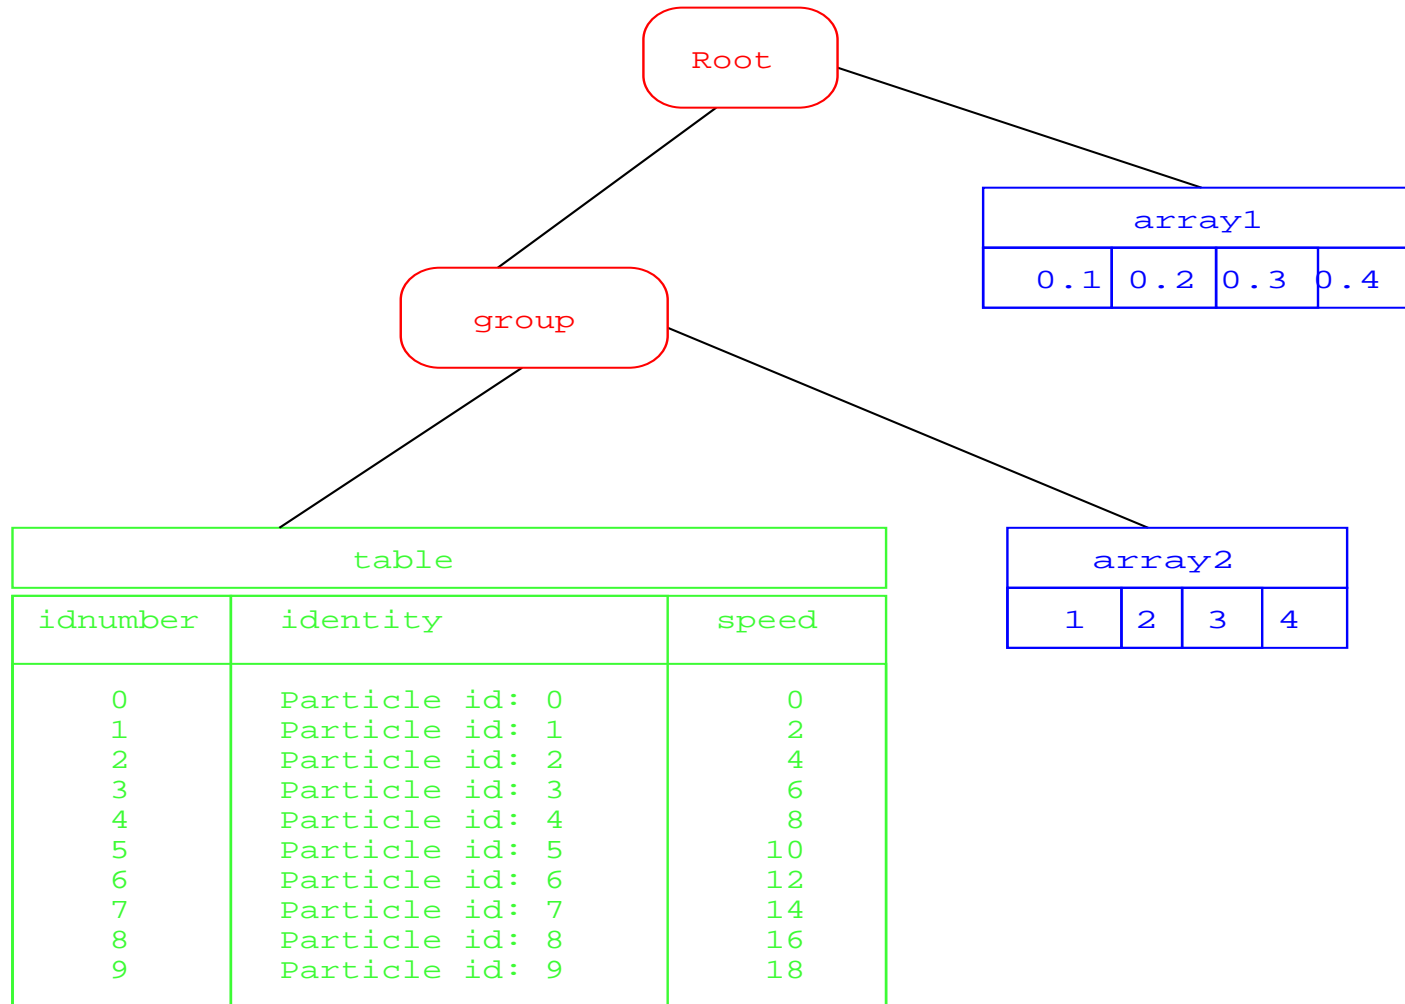 Root
array1
0.1 0.2 0.3 0.4
group
table
idnumber identity speed
0 Particle id: 0 0
1 Particle id: 1 2
2 Particle id: 2 4
3 Particle id: 3 6
4 Particle id: 4 8
5 Particle id: 5 10
6 Particle id: 6 12
7 Particle id: 7 14
8 Particle id: 8 16
9 Particle id: 9 18
array2
1 2 3 4